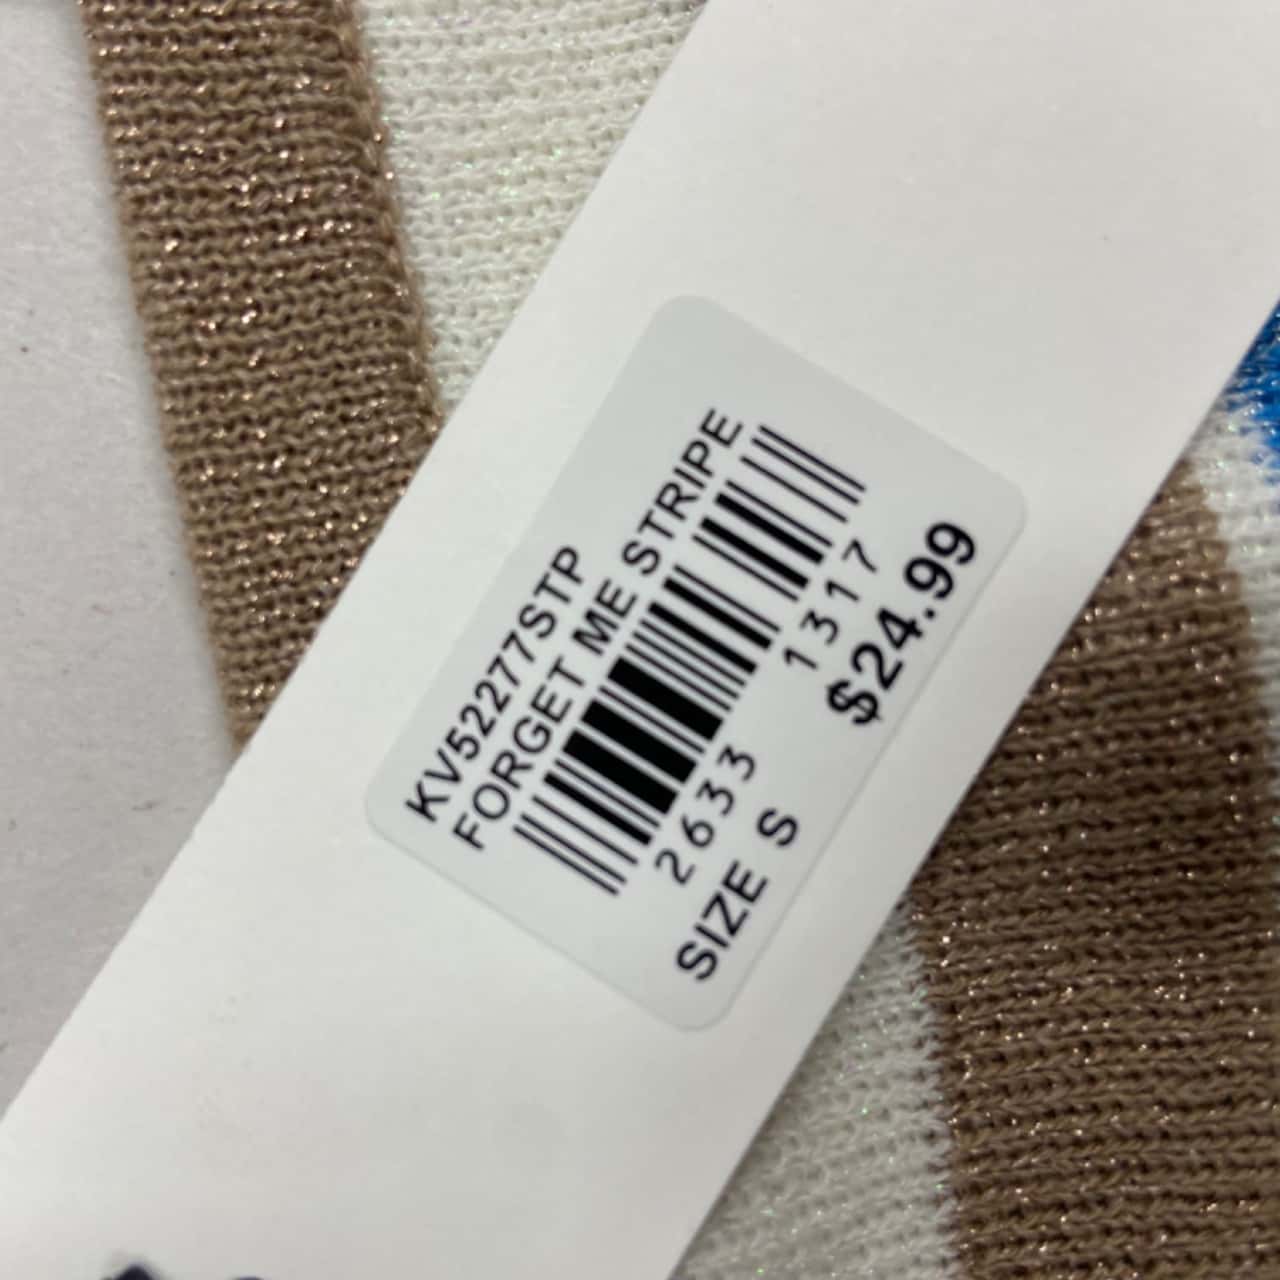 KV52277STP
FORGET ME STRIPE
2633 1317
SIZE S $24.99